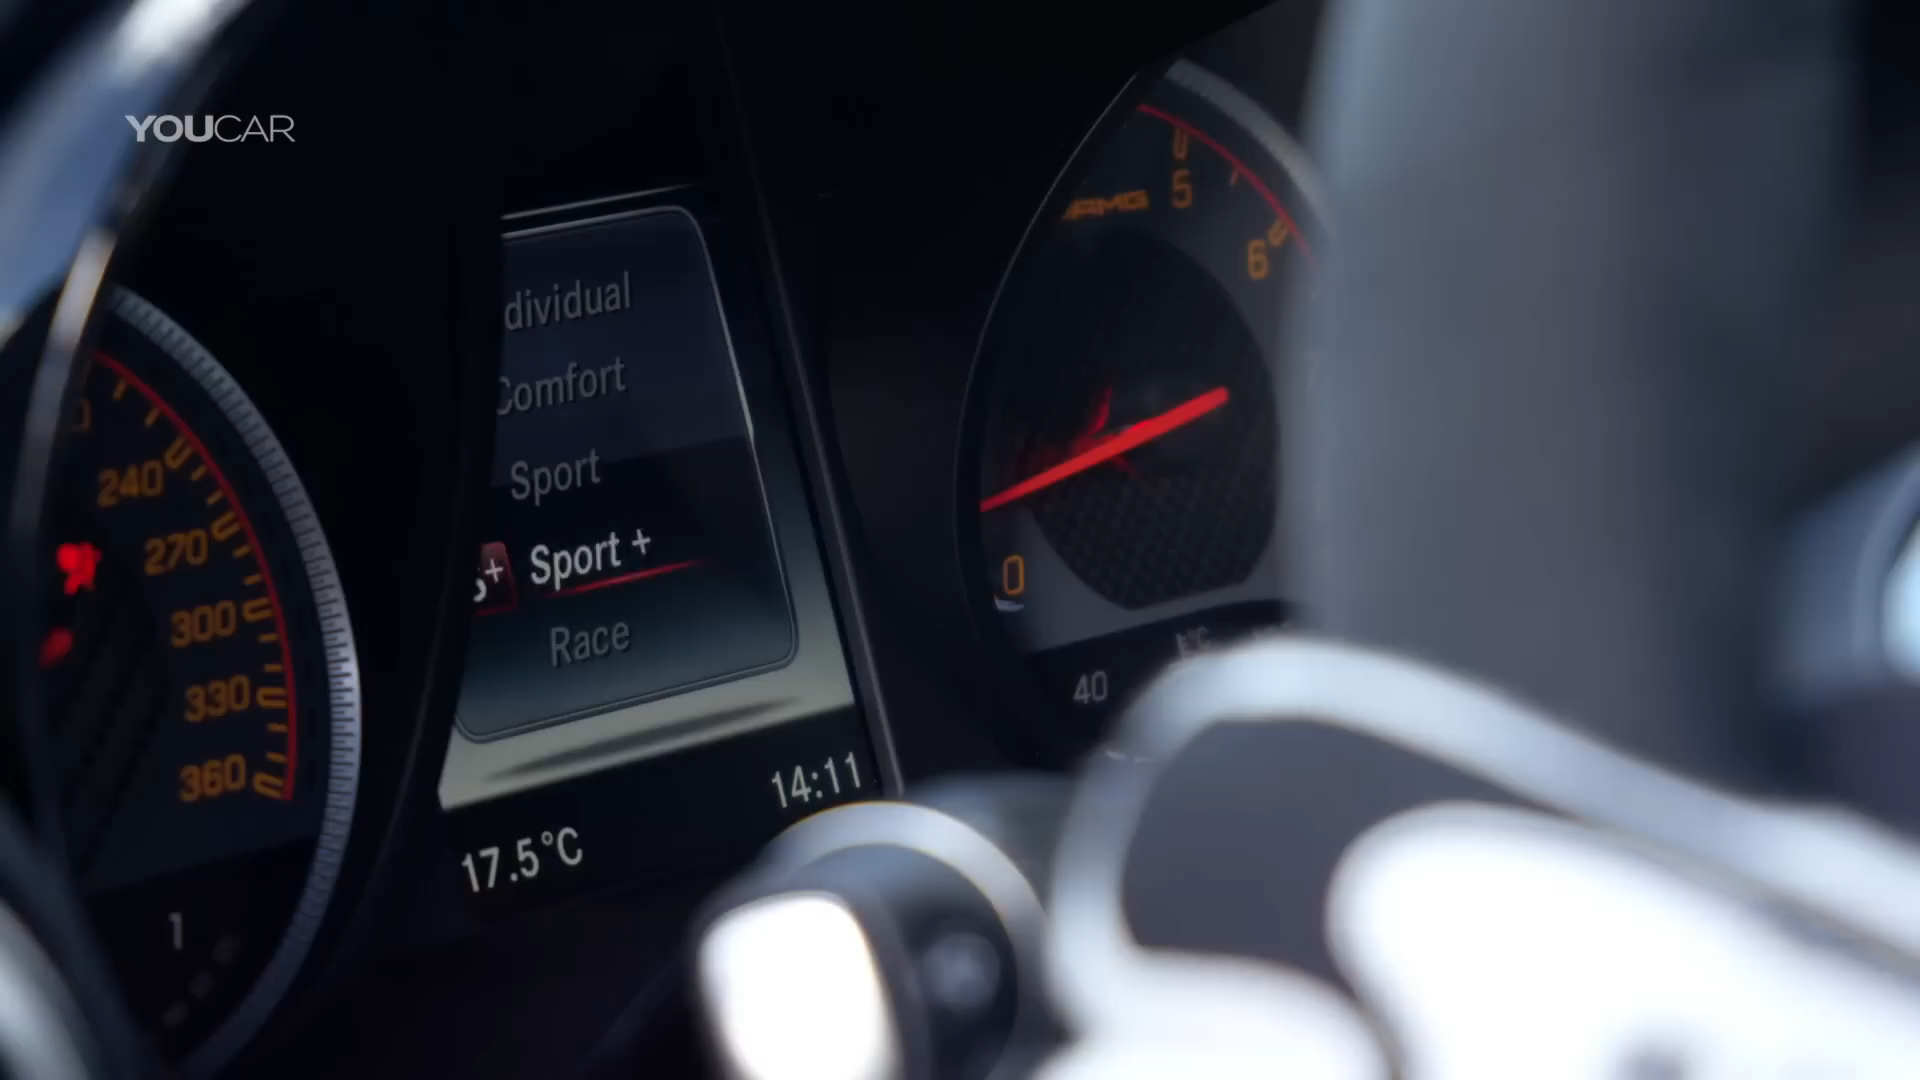 YOUCAR
dividual
Comfort
Sport
S+ Sport +
Race
14:11
17.5°C
240
270
300
330
360
1
AMG
5
6
0
40
°C